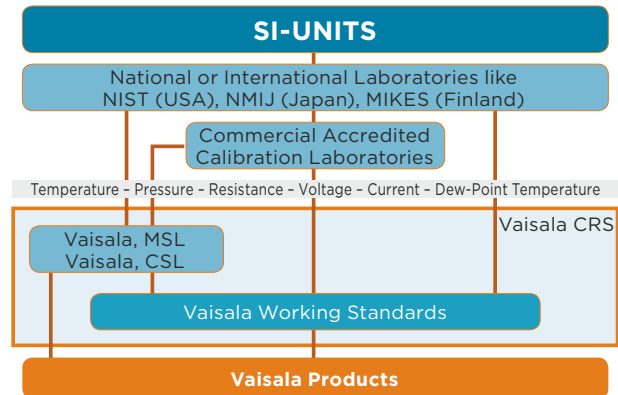 SI-UNITS
National or International Laboratories like
NIST (USA), NMIJ (Japan), MIKES (Finland)
Commercial Accredited
Calibration Laboratories
Temperature – Pressure – Resistance – Voltage – Current – Dew-Point Temperature
Vaisala CRS
Vaisala, MSL
Vaisala, CSL
Vaisala Working Standards
Vaisala Products